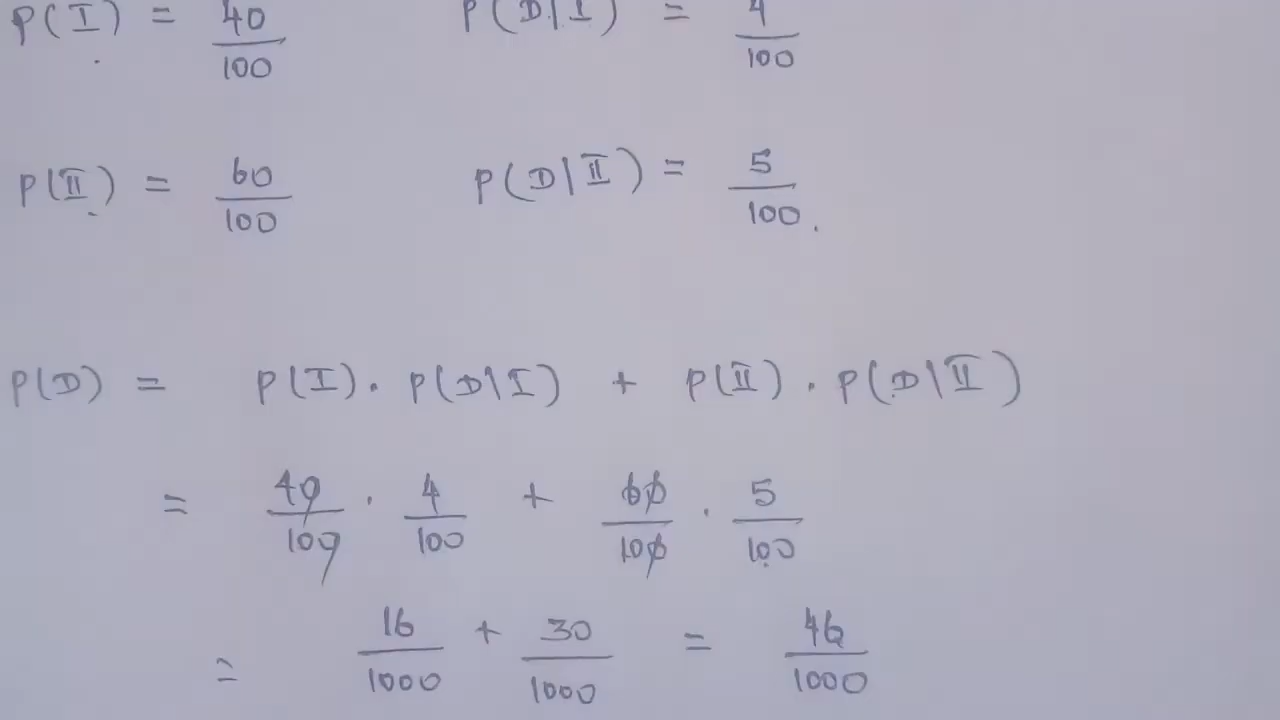 P(I) = 40/100 P(D|I) = 4/100
P(II) = 60/100 P(D|II) = 5/100
P(D) = P(I) . P(D|I) + P(II) . P(D|II)
= 40/100 . 4/100 + 60/100 . 5/100
= 16/1000 + 30/1000 = 46/1000